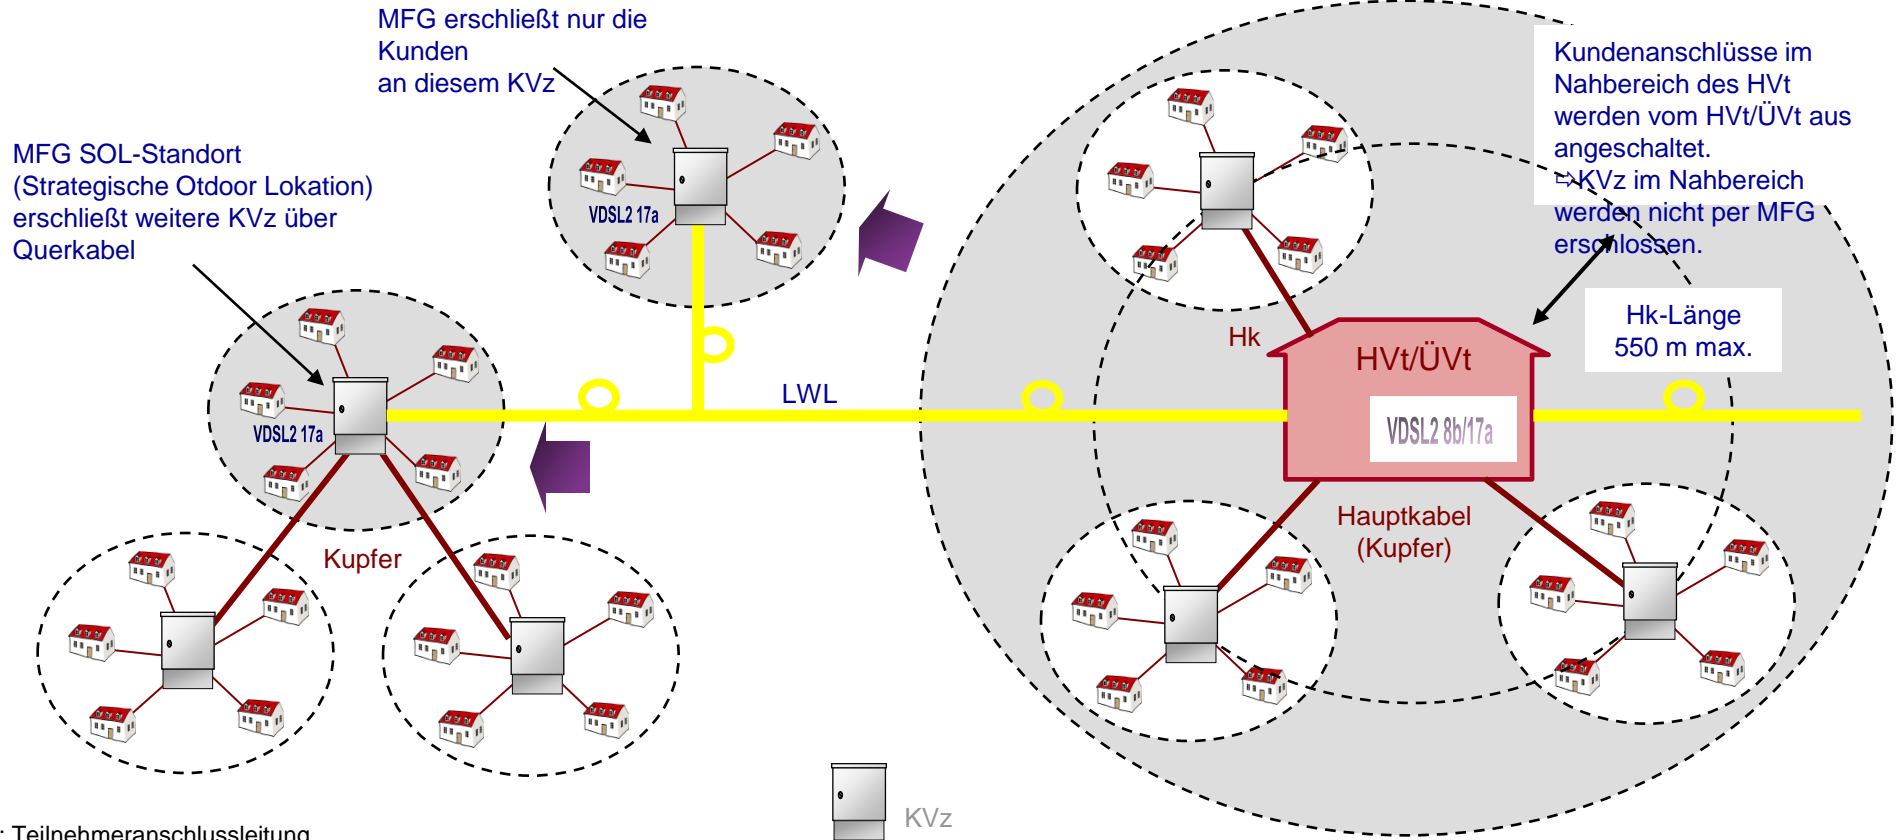 MFG erschließt nur die
Kunden
an diesem KVz
MFG SOL-Standort
(Strategische Otdoor Lokation)
erschließt weitere KVz über
Querkabel
Kundenanschlüsse im
Nahbereich des HVt
werden vom HVt/ÜVt aus
angeschaltet.
⇨KVz im Nahbereich
werden nicht per MFG
erschlossen.
VDSL2 17a
Hk-Länge
550 m max.
Hk
HVt/ÜVt
LWL
VDSL2 17a
VDSL2 8b/17a
Hauptkabel
(Kupfer)
Kupfer
KVz
: Teilnehmeranschlussleitung